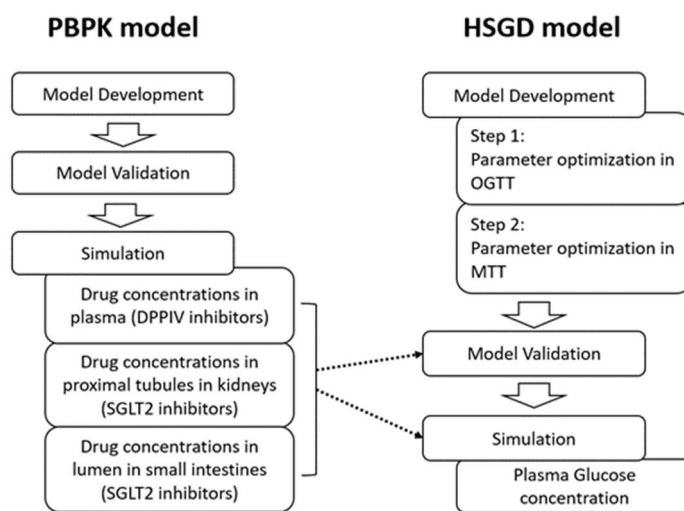 PBPK model
Model Development
Model Validation
Simulation
Drug concentrations in
plasma (DPPIV inhibitors)
Drug concentrations in
proximal tubules in kidneys
(SGLT2 inhibitors)
Drug concentrations in
lumen in small intestines
(SGLT2 inhibitors)
HSGD model
Model Development
Step 1:
Parameter optimization in
OGTT
Step 2:
Parameter optimization in
MTT
Model Validation
Simulation
Plasma Glucose
concentration